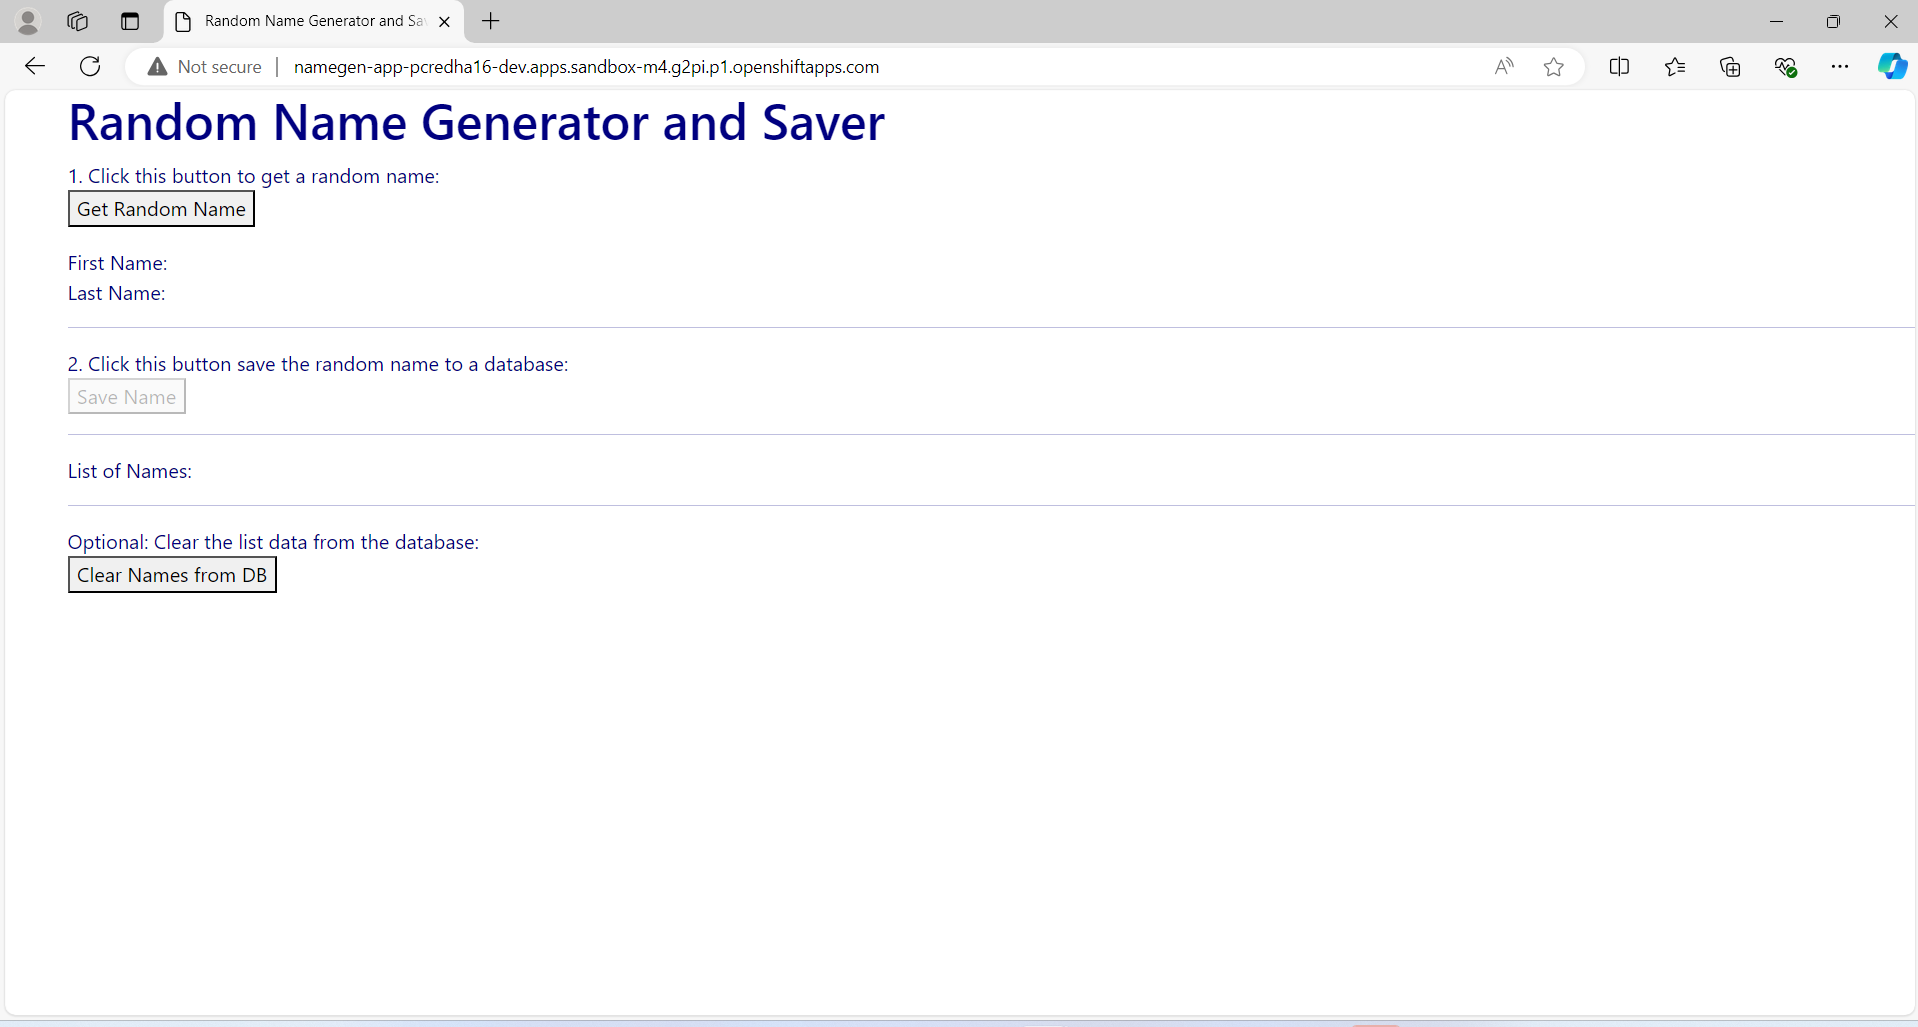 Random Name Generator and Sa
Not secure
namegen-app-pcredha16-dev.apps.sandbox-m4.g2pi.p1.openshiftapps.com
Random Name Generator and Saver
1. Click this button to get a random name:
Get Random Name
First Name:
Last Name:
2. Click this button save the random name to a database:
Save Name
List of Names:
Optional: Clear the list data from the database:
Clear Names from DB